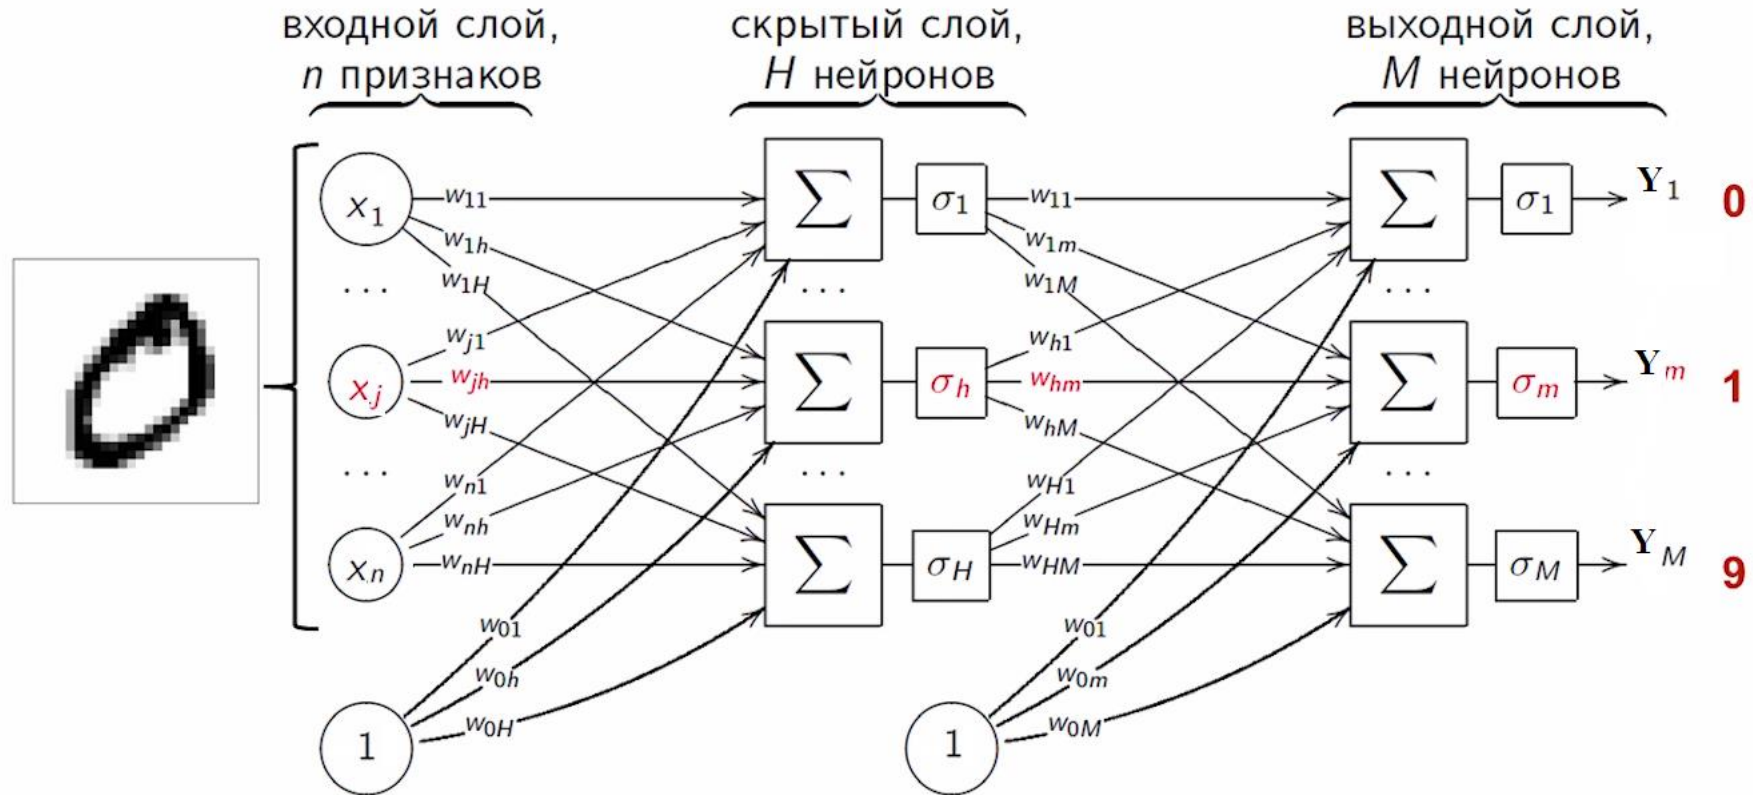 входной слой,
n признаков
скрытый слой,
H нейронов
выходной слой,
M нейронов
x1 w11 Σ σ1 w11 Σ σ1 Y1 0
w1h w1m
w1H w1M
... ... ...
wj1 wh1
xj wjh Σ σh whm Σ σm Ym 1
wjH whM
... ... ...
wn1 wH1
wnh wHm
xn wnH Σ σH wHM Σ σM YM 9
w01 w01
w0h w0m
1 w0H 1 w0M